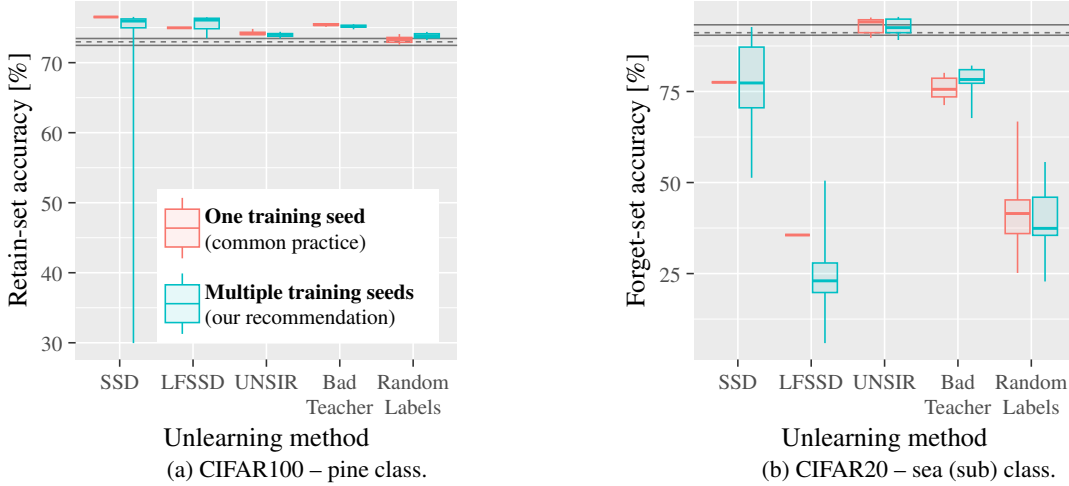 Retain-set accuracy [%]
70
60
50
40
30
One training seed
(common practice)
Multiple training seeds
(our recommendation)
SSD LFSSD UNSIR Bad Random
Teacher Labels
Unlearning method
(a) CIFAR100 – pine class.
Forget-set accuracy [%]
75
50
25
SSD LFSSD UNSIR Bad Random
Teacher Labels
Unlearning method
(b) CIFAR20 – sea (sub) class.